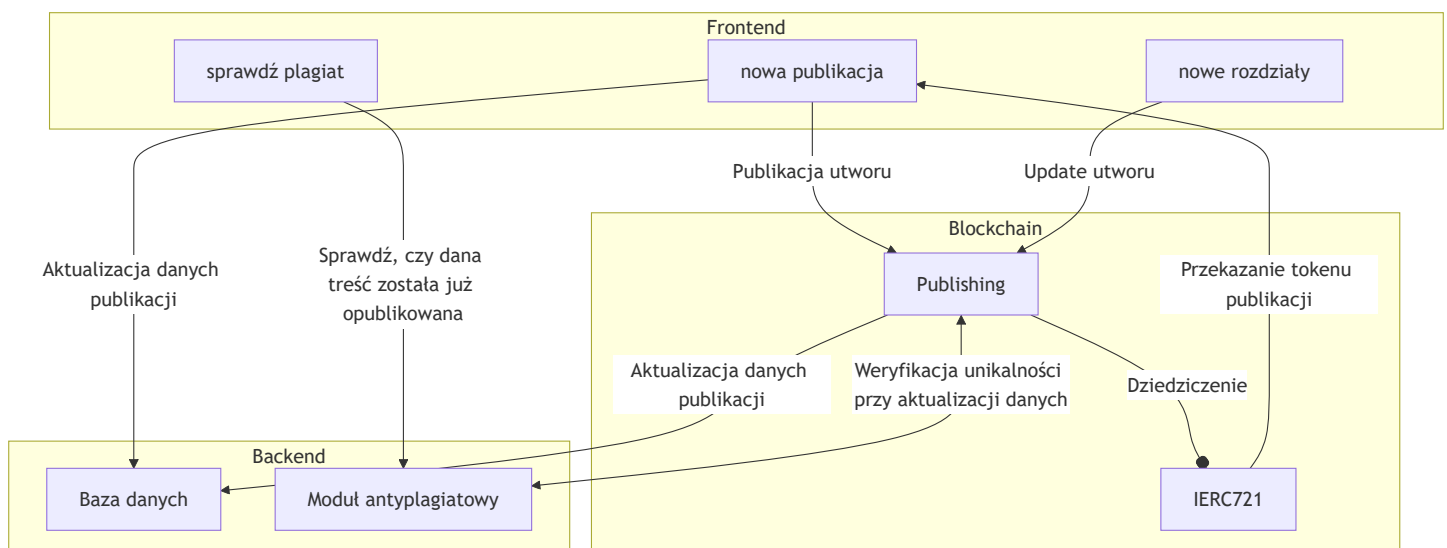 Frontend
sprawdź plagiat
nowa publikacja
nowe rozdziały
Publikacja utworu
Update utworu
Blockchain
Aktualizacja danych
publikacji
Sprawdź, czy dana
treść została już
opublikowana
Publishing
Przekazanie tokenu
publikacji
Aktualizacja danych
publikacji
Weryfikacja unikalności
przy aktualizacji danych
Dziedziczenie
Backend
Baza danych
Moduł antyplagiatowy
IERC721